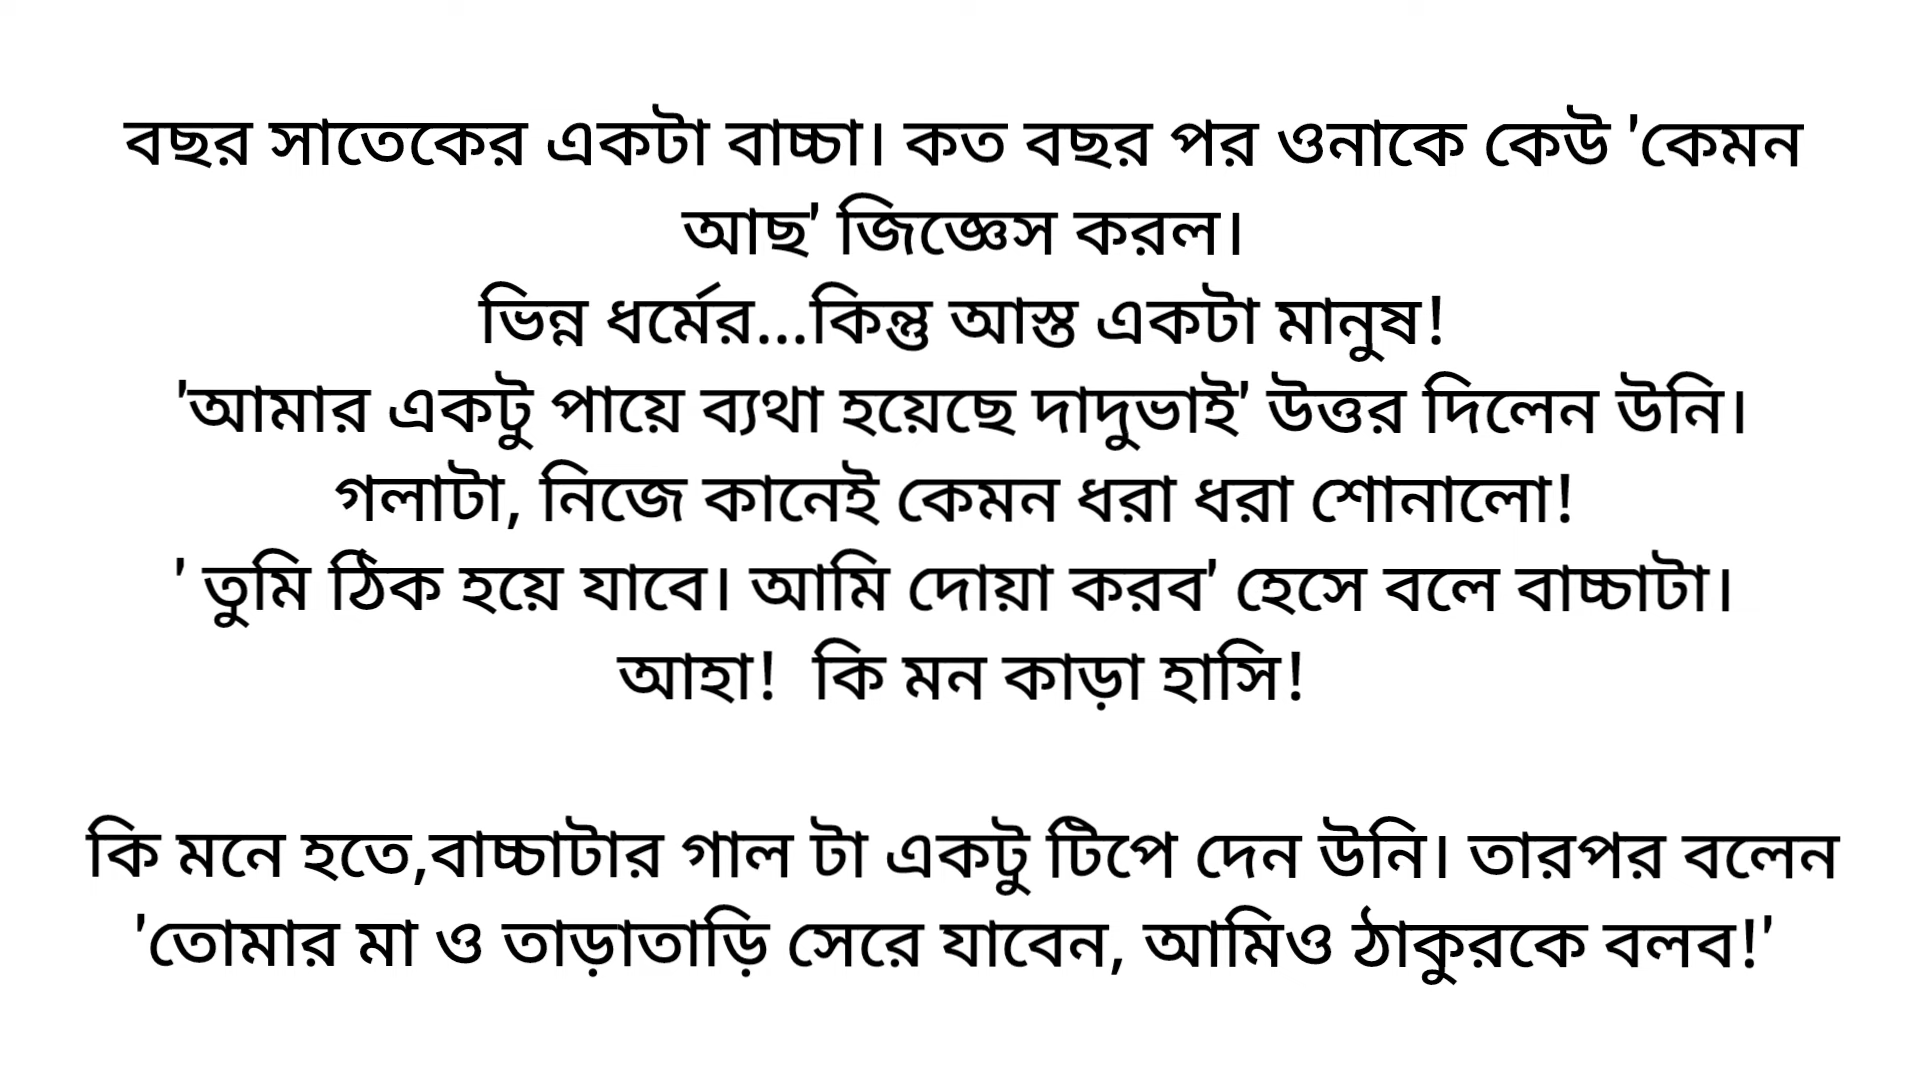 বছর সাতেকের একটা বাচ্চা। কত বছর পর ওনাকে কেউ 'কেমন
আছ' জিজ্ঞেস করল।
ভিন্ন ধর্মের...কিন্তু আস্ত একটা মানুষ!
'আমার একটু পায়ে ব্যথা হয়েছে দাদুভাই' উত্তর দিলেন উনি।
গলাটা, নিজে কানেই কেমন ধরা ধরা শোনালো!
' তুমি ঠিক হয়ে যাবে। আমি দোয়া করব' হেসে বলে বাচ্চাটা।
আহা!  কি মন কাড়া হাসি!
কি মনে হতে,বাচ্চাটার গাল টা একটু টিপে দেন উনি। তারপর বলেন
'তোমার মা ও তাড়াতাড়ি সেরে যাবেন, আমিও ঠাকুরকে বলব!'